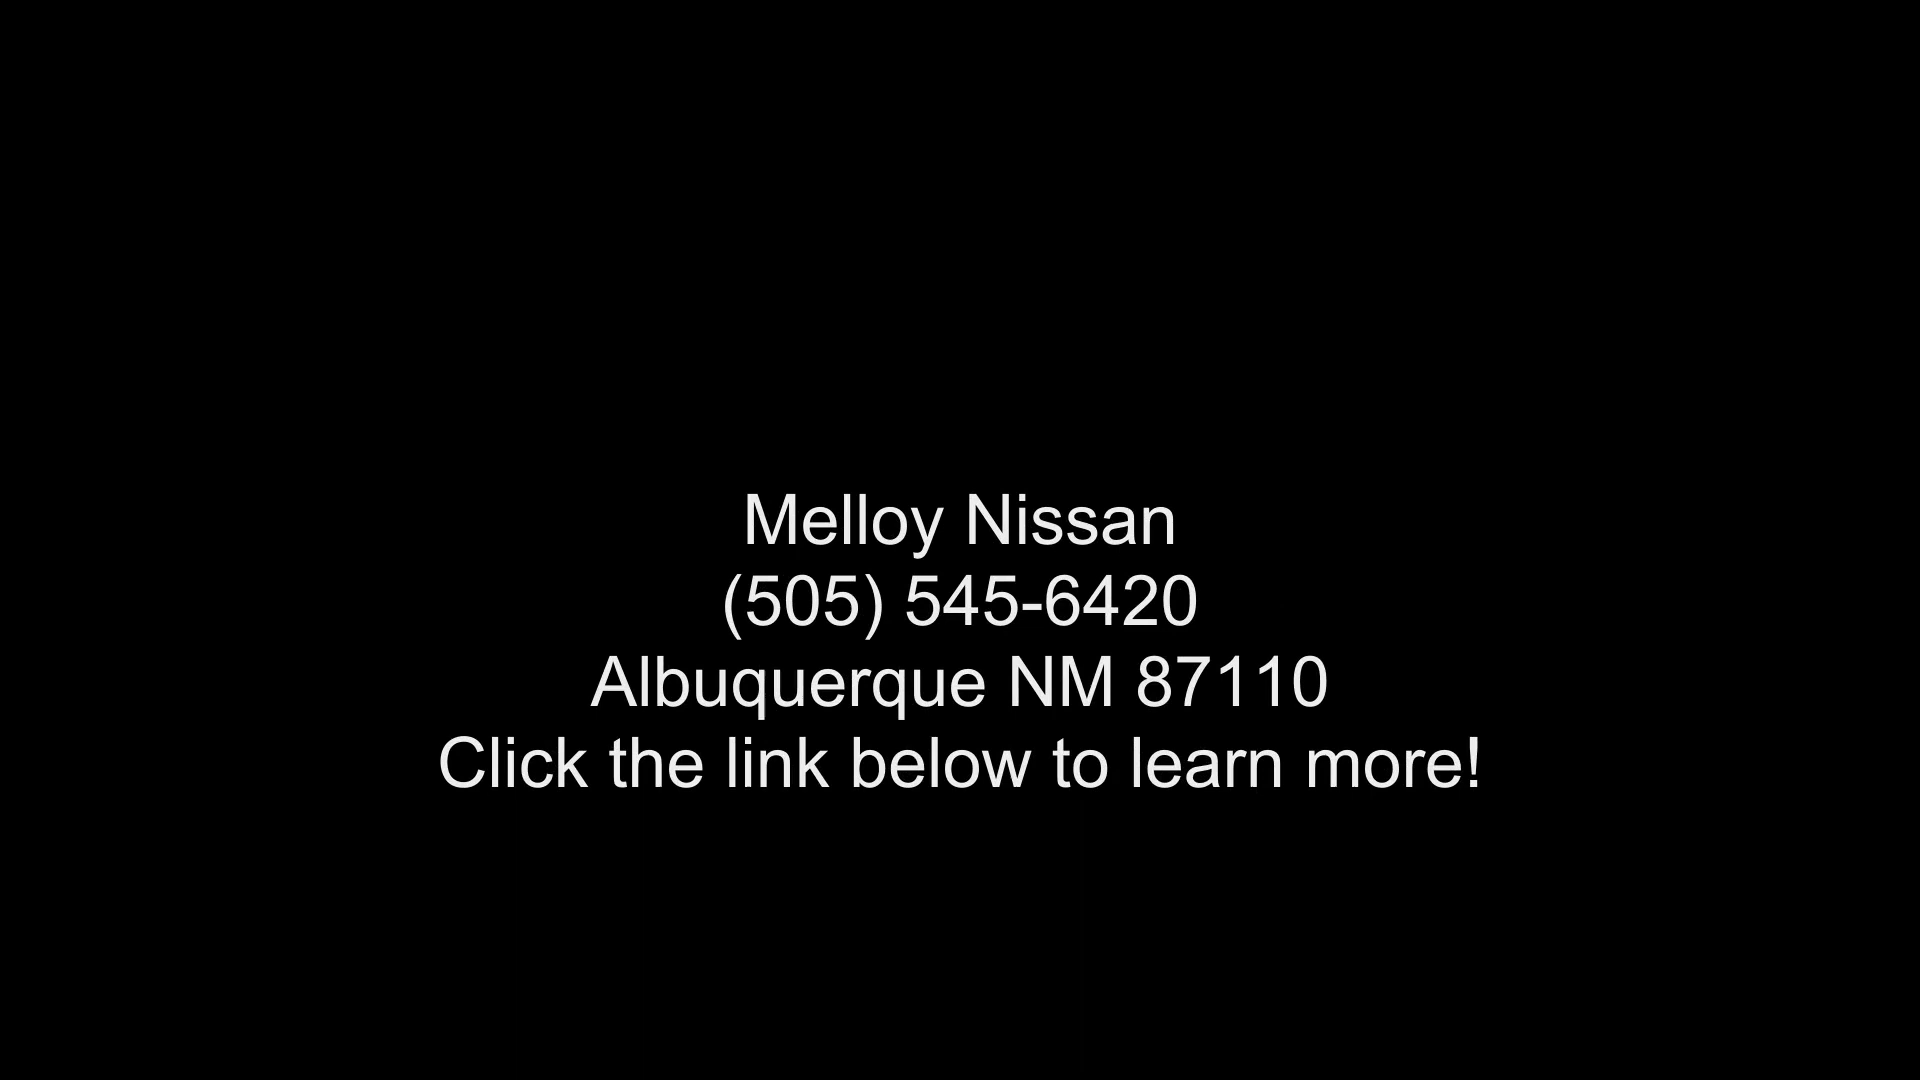 Melloy Nissan
(505) 545-6420
Albuquerque NM 87110
Click the link below to learn more!